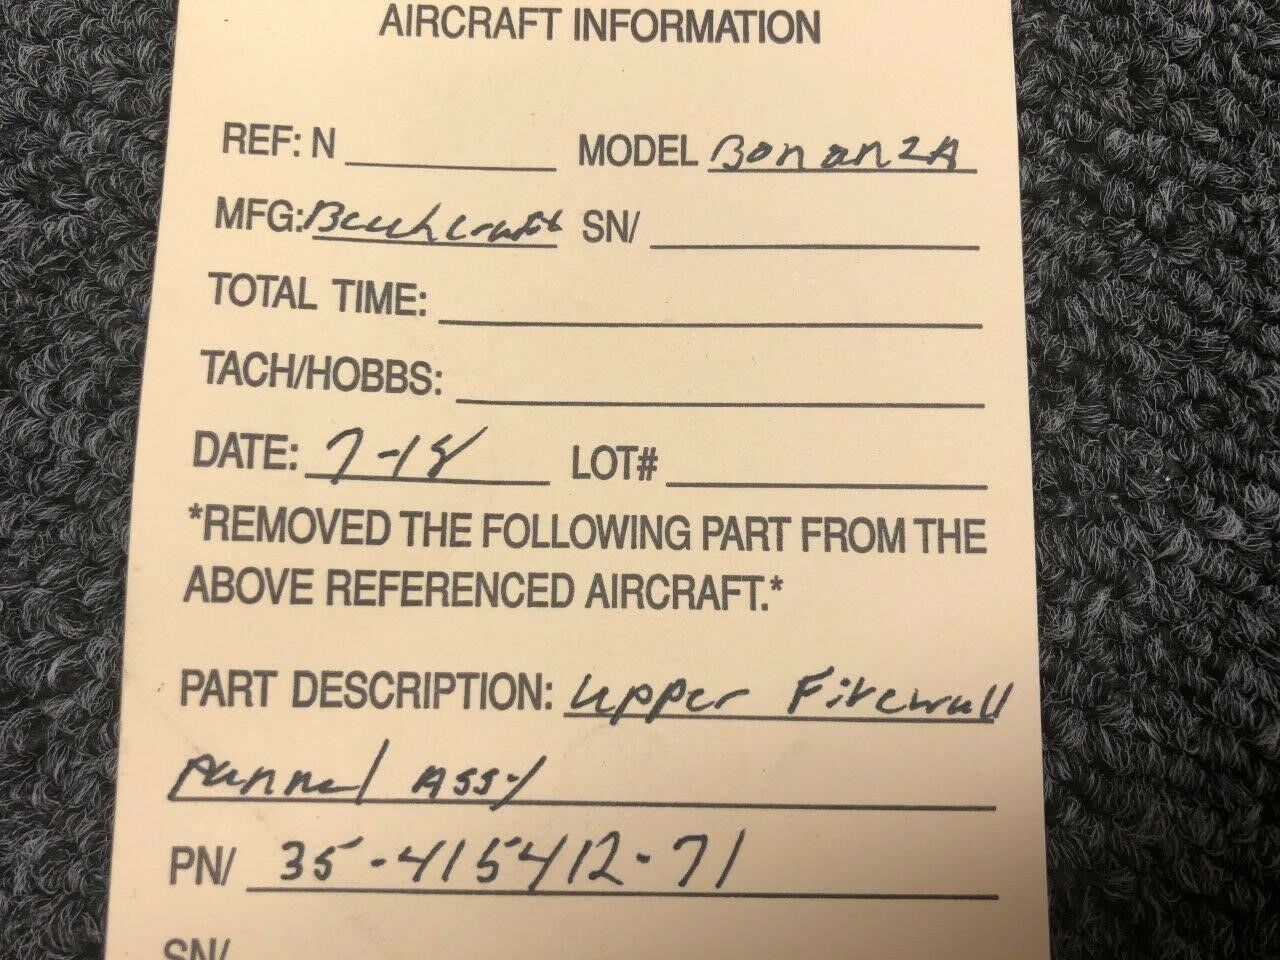 AIRCRAFT INFORMATION
REF: N MODEL BonanzA
MFG: Beechcraft SN/
TOTAL TIME:
TACH/HOBBS:
DATE: 7-18 LOT#
*REMOVED THE FOLLOWING PART FROM THE
ABOVE REFERENCED AIRCRAFT.*
PART DESCRIPTION: upper Firewall
pannel Assy
PN/ 35-415412-71
SN/